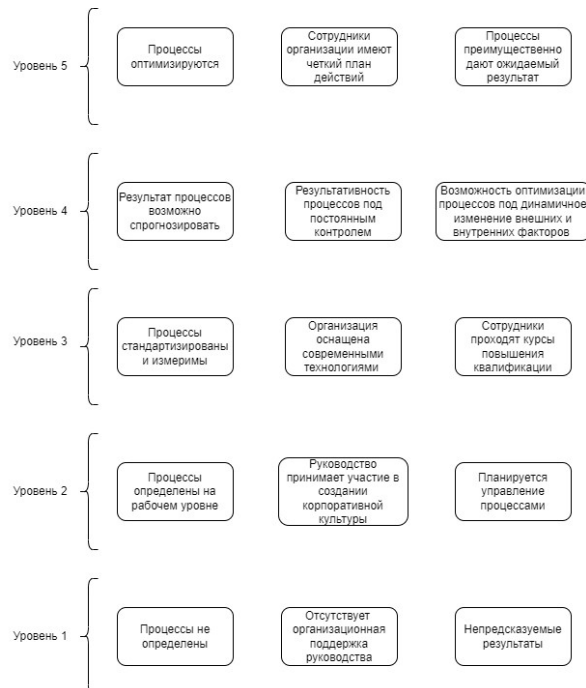 Уровень 5
Процессы
оптимизируются
Сотрудники
организации имеют
четкий план
действий
Процессы
преимущественно
дают ожидаемый
результат
Уровень 4
Результат процессов
возможно
спрогнозировать
Результативность
процессов под
постоянным
контролем
Возможность оптимизации
процессов под динамичное
изменение внешних и
внутренних факторов
Уровень 3
Процессы
стандартизированы
и измеримы
Организация
оснащена
современными
технологиями
Сотрудники
проходят курсы
повышения
квалификации
Уровень 2
Процессы
определены на
рабочем уровне
Руководство
принимает участие в
создании
корпоративной
культуры
Планируется
управление
процессами
Уровень 1
Процессы не
определены
Отсутствует
организационная
поддержка
руководства
Непредсказуемые
результаты